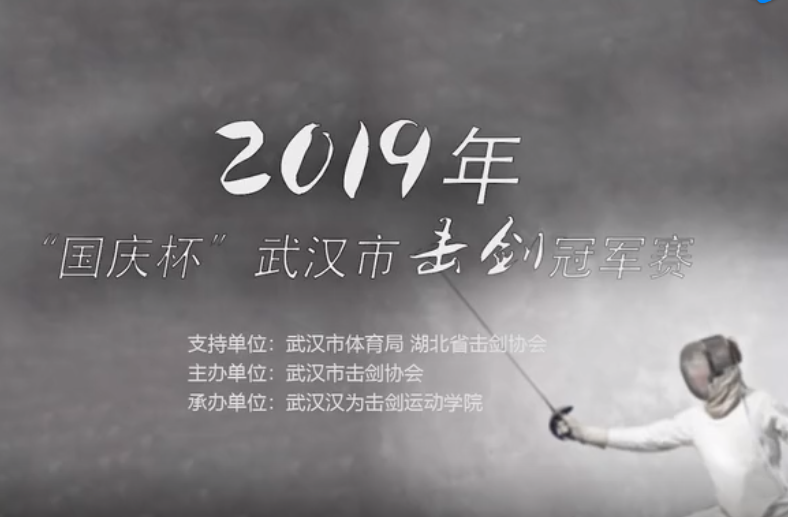 2019年
“国庆杯”武汉市击剑冠军赛
支持单位：武汉市体育局 湖北省击剑协会
主办单位：武汉市击剑协会
承办单位：武汉汉为击剑运动学院